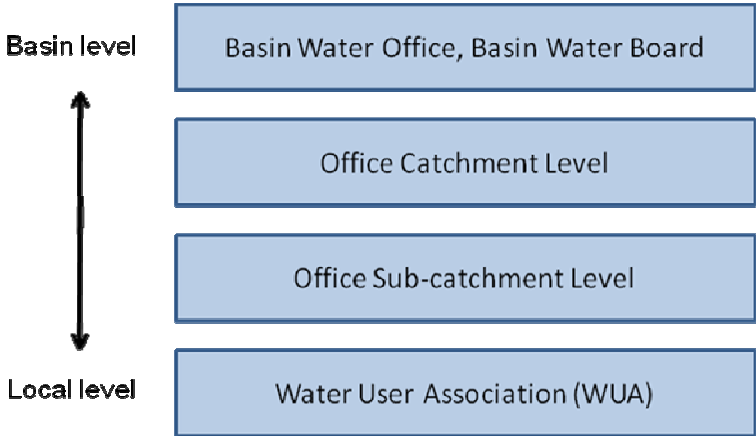 Basin level
Basin Water Office, Basin Water Board
Office Catchment Level
Office Sub-catchment Level
Local level
Water User Association (WUA)